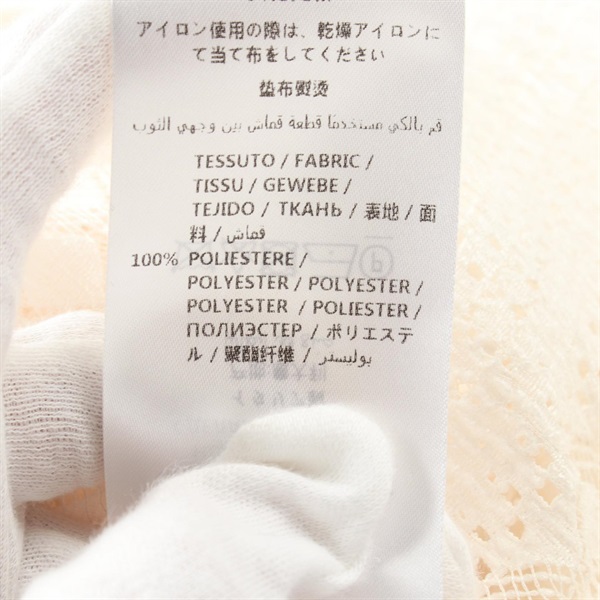 アイロン使用の際は、乾燥アイロンに
て当て布をしてください
垫布熨烫
قم بالكي مستخدما قطعة قماش بين وجهي الثوب
TESSUTO / FABRIC /
TISSU / GEWEBE /
TEJIDO / ТКАНЬ / 表地 / 面
料 / قماش
100% POLIESTERE /
POLYESTER / POLYESTER /
POLYESTER / POLIESTER /
ПОЛИЭСТЕР / ポリエステ
ル / 聚酯纤维 / بوليستر